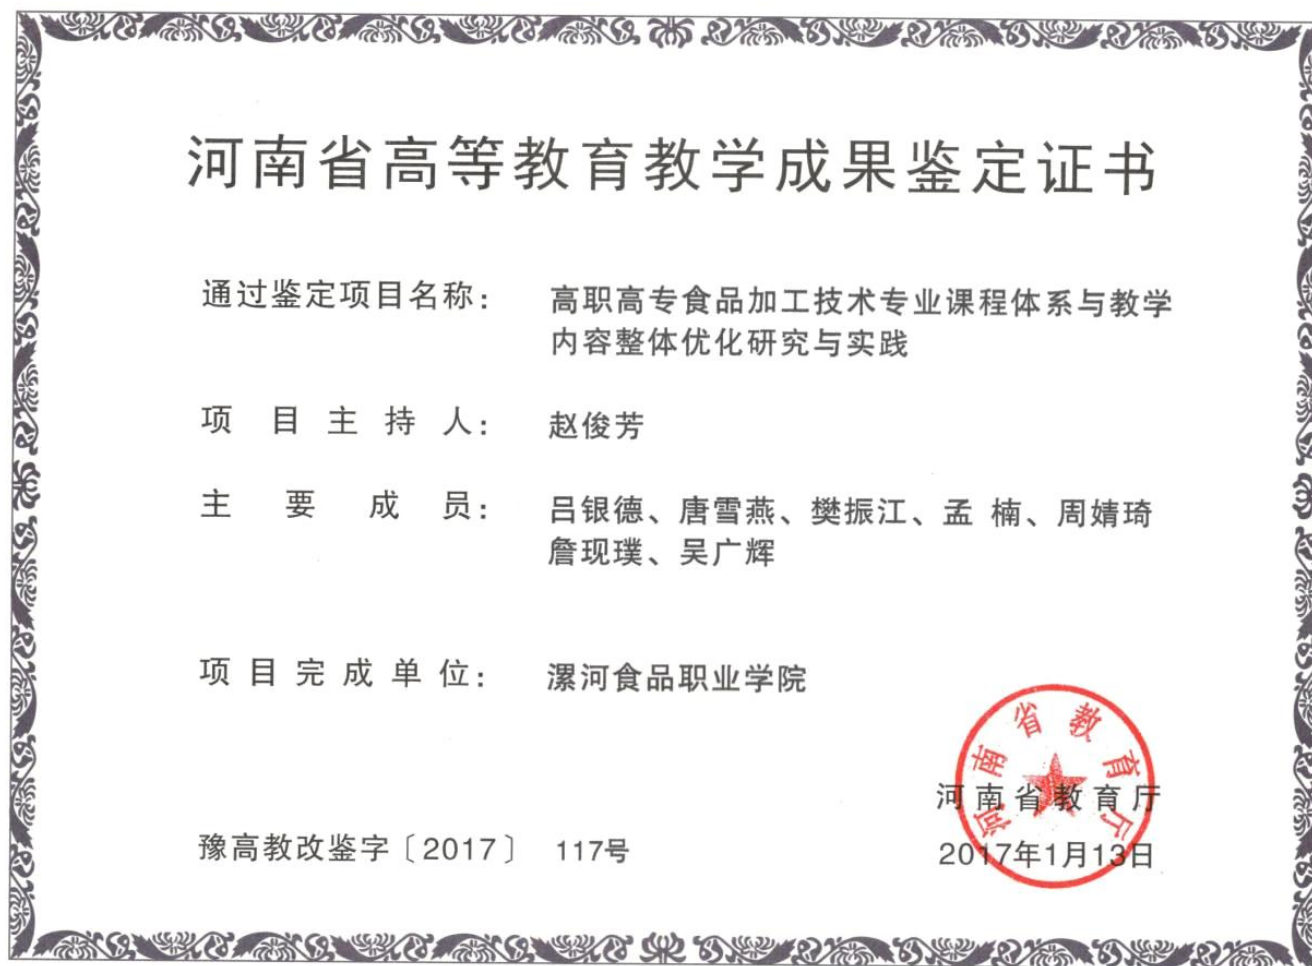 河南省高等教育教学成果鉴定证书
通过鉴定项目名称： 高职高专食品加工技术专业课程体系与教学
内容整体优化研究与实践
项目主持人： 赵俊芳
主要成员： 吕银德、唐雪燕、樊振江、孟 楠、周婧琦
詹现璞、吴广辉
项目完成单位： 漯河食品职业学院
河南省教育厅
河南省教育厅
豫高教改鉴字〔2017〕 117号 2017年1月13日